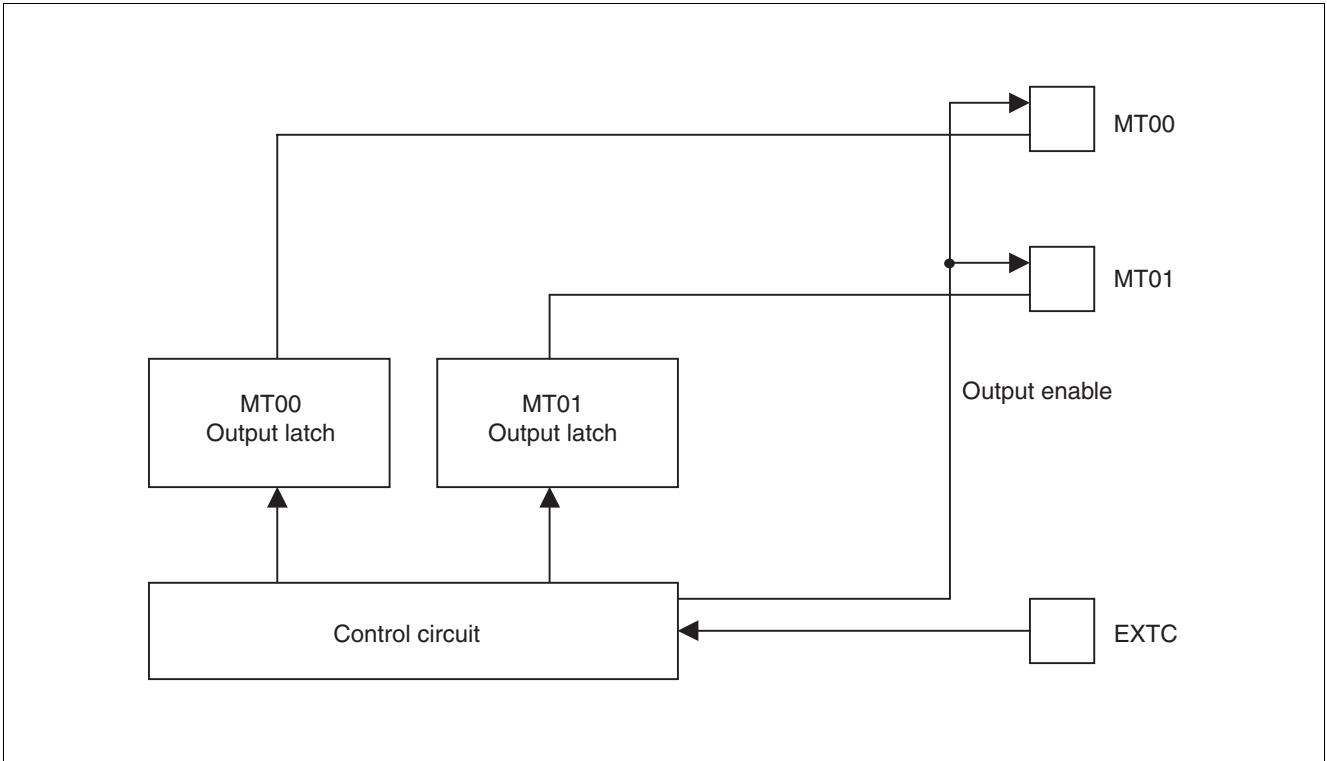 MT00
MT01
Output enable
MT00
Output latch
MT01
Output latch
Control circuit
EXTC